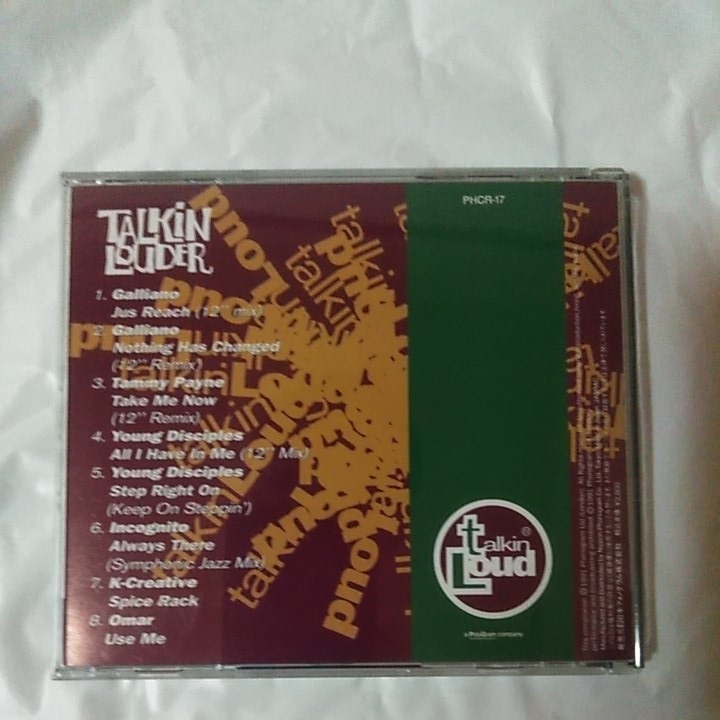 TALKIN
LOUDER
PHCR-17
1. Galliano
Jus Reach (12" mix)
2. Galliano
Nothing Has Changed
(12" Remix)
3. Tammy Payne
Take Me Now
(12" Remix)
4. Young Disciples
All I Have In Me (12" Mix)
5. Young Disciples
Step Right On
(Keep On Steppin')
6. Incognito
Always There
(Symphonic Jazz Mix)
7. K-Creative
Spice Rack
8. Omar
Use Me
talkin
Loud
®
a PolyGram company